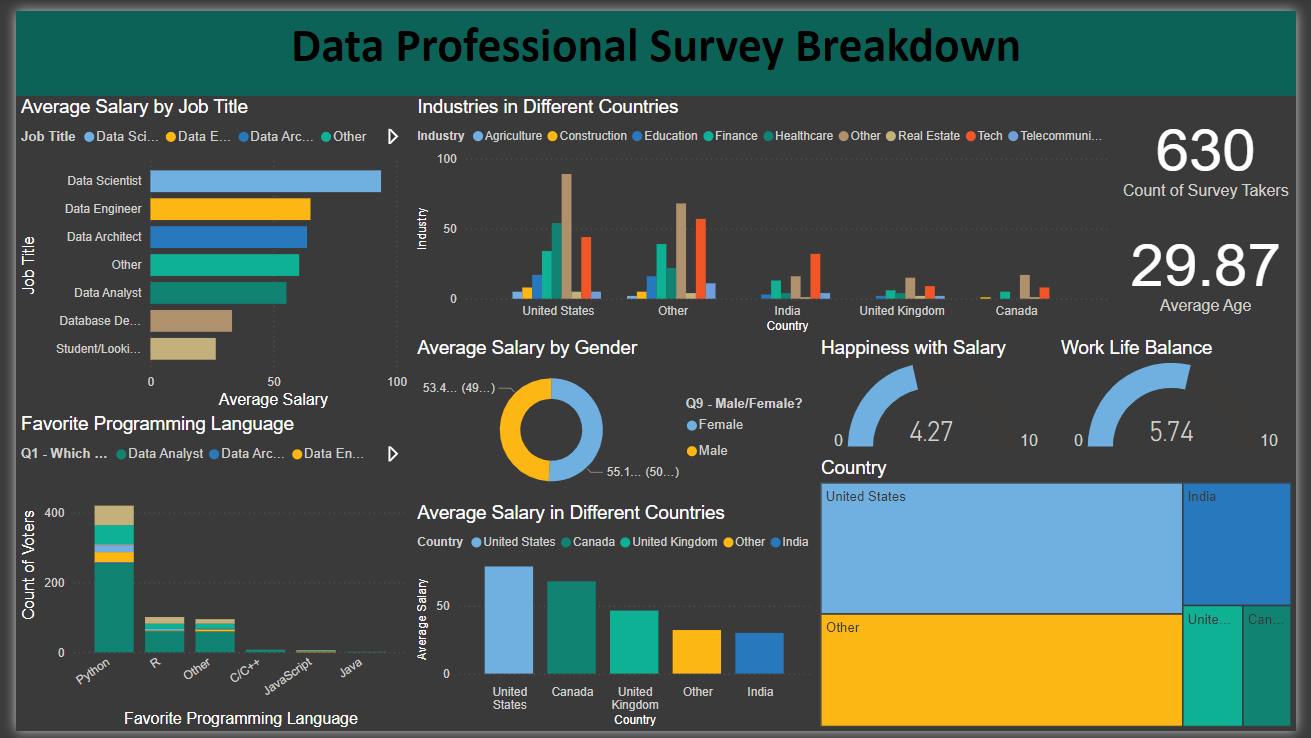 Data Professional Survey Breakdown
Average Salary by Job Title
Job Title Data Sci... Data E... Data Arc... Other
Job Title
Data Scientist
Data Engineer
Data Architect
Other
Data Analyst
Database De...
Student/Looki...
0 50 100
Average Salary
Industries in Different Countries
Industry Agriculture Construction Education Finance Healthcare Other Real Estate Tech Telecommuni...
Industry
100
50
0
United States Other India United Kingdom Canada
Country
630
Count of Survey Takers
29.87
Average Age
Favorite Programming Language
Q1 - Which ... Data Analyst Data Arc... Data En...
Count of Voters
400
200
0
Python R Other C/C++ JavaScript Java
Favorite Programming Language
Average Salary by Gender
53.4... (49...)
55.1... (50...)
Q9 - Male/Female?
Female
Male
Average Salary in Different Countries
Country United States Canada United Kingdom Other India
Average Salary
50
0
United States Canada United Kingdom Other India
Country
Happiness with Salary
0 4.27 10
Work Life Balance
0 5.74 10
Country
United States
India
Other
Unite...
Can...